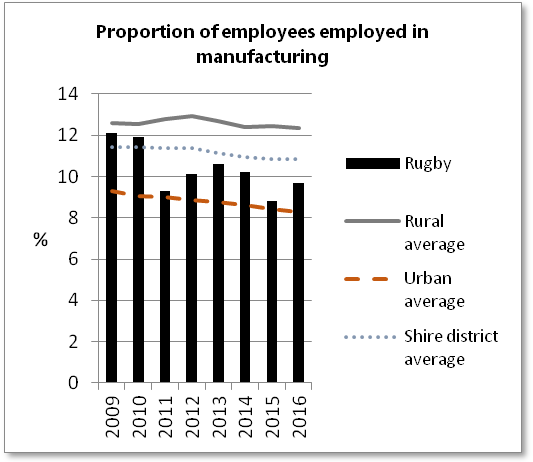 Proportion of employees employed in
manufacturing
14
12
10
8
6
4
2
0
%
2009
2010
2011
2012
2013
2014
2015
2016
Rugby
Rural
average
Urban
average
Shire district
average